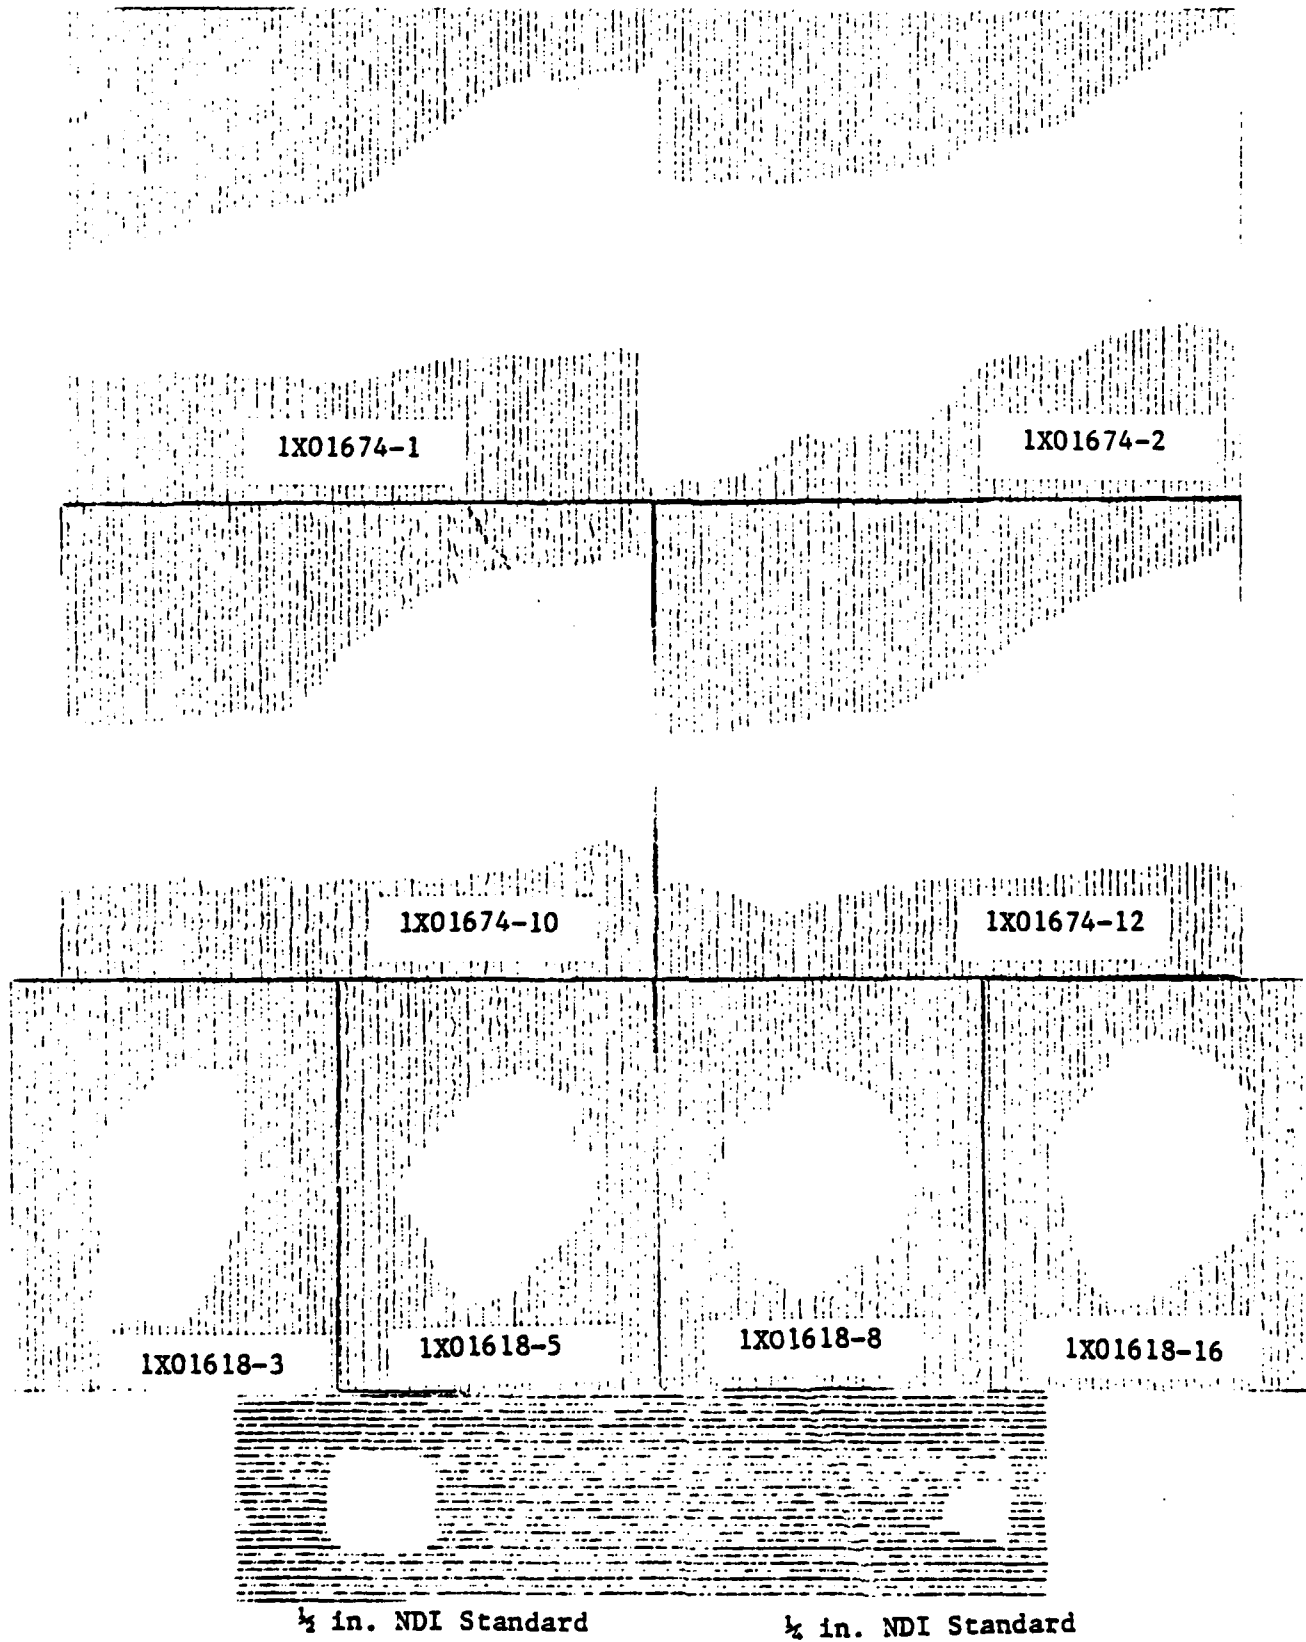 1X01674-1
1X01674-2
1X01674-10
1X01674-12
1X01618-3
1X01618-5
1X01618-8
1X01618-16
½ in. NDI Standard
¼ in. NDI Standard